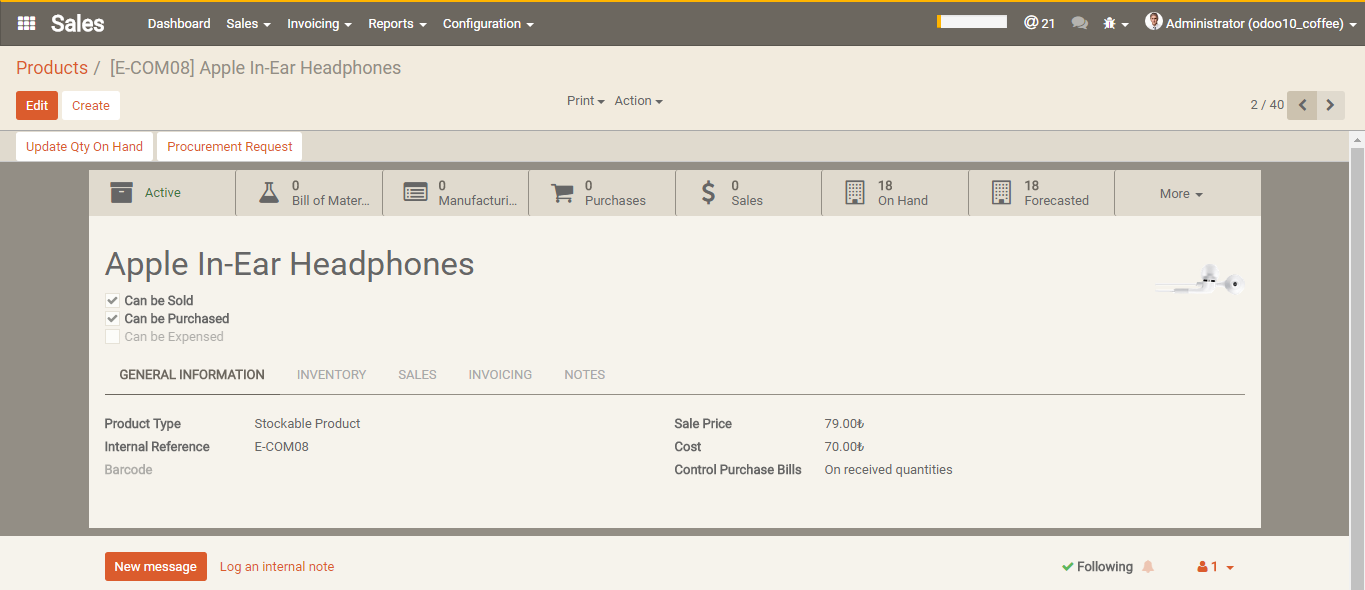 Sales Dashboard Sales Invoicing Reports Configuration @ 21 Administrator (odoo10_coffee)
Products / [E-COM08] Apple In-Ear Headphones
Edit Create Print Action 2 / 40
Update Qty On Hand Procurement Request
Active 0 Bill of Mater... 0 Manufacturi... 0 Purchases 0 Sales 18 On Hand 18 Forecasted More
Apple In-Ear Headphones
Can be Sold
Can be Purchased
Can be Expensed
GENERAL INFORMATION INVENTORY SALES INVOICING NOTES
Product Type Stockable Product Sale Price 79.00₺
Internal Reference E-COM08 Cost 70.00₺
Barcode Control Purchase Bills On received quantities
New message Log an internal note Following 1